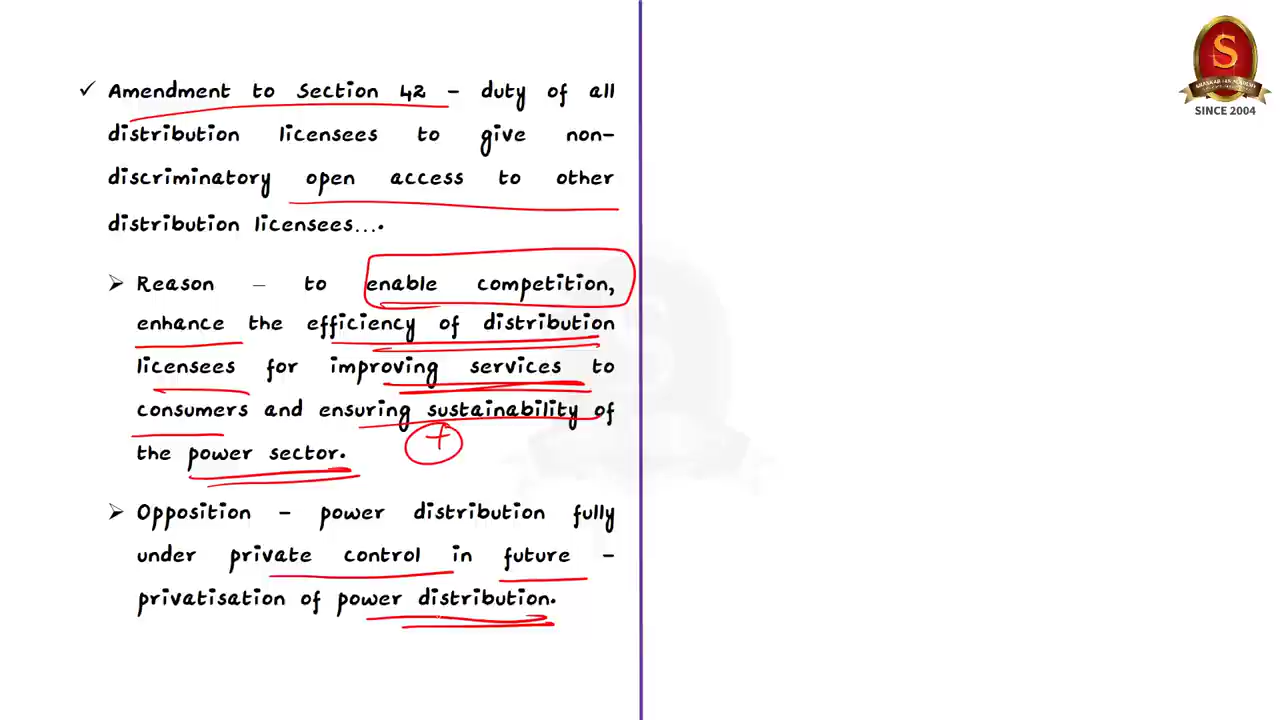 ✓ Amendment to Section 42 - duty of all
distribution licensees to give non-
discriminatory open access to other
distribution licensees....
➢ Reason – to enable competition,
enhance the efficiency of distribution
licensees for improving services to
consumers and ensuring sustainability of
the power sector.
+
➢ Opposition - power distribution fully
under private control in future -
privatisation of power distribution.
S
SINCE 2004